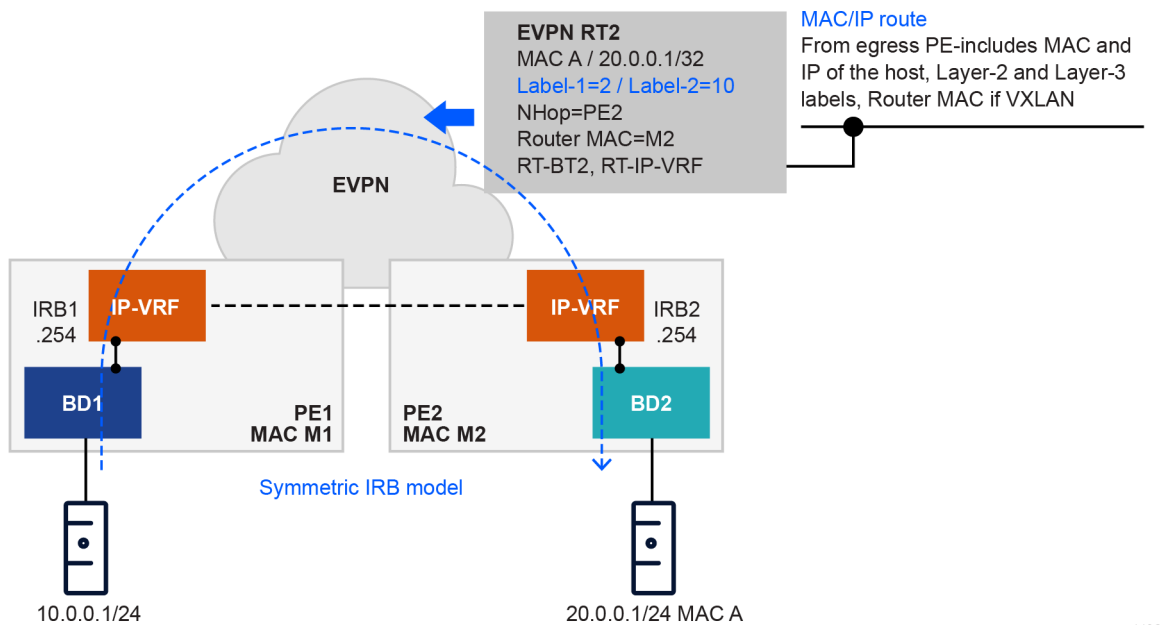 EVPN RT2
MAC A / 20.0.0.1/32
Label-1=2 / Label-2=10
NHop=PE2
Router MAC=M2
RT-BT2, RT-IP-VRF
MAC/IP route
From egress PE-includes MAC and
IP of the host, Layer-2 and Layer-3
labels, Router MAC if VXLAN
EVPN
IRB1
.254
IP-VRF
IP-VRF
IRB2
.254
BD1
PE1
MAC M1
PE2
MAC M2
BD2
Symmetric IRB model
10.0.0.1/24
20.0.0.1/24 MAC A